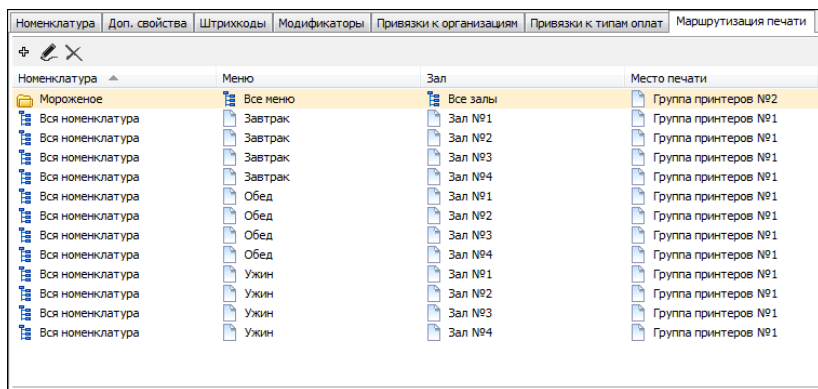 Номенклатура Доп. свойства Штрихкоды Модификаторы Привязки к организациям Привязки к типам оплат Маршрутизация печати
Номенклатура Меню Зал Место печати
Мороженое Все меню Все залы Группа принтеров №2
Вся номенклатура Завтрак Зал №1 Группа принтеров №1
Вся номенклатура Завтрак Зал №2 Группа принтеров №1
Вся номенклатура Завтрак Зал №3 Группа принтеров №1
Вся номенклатура Завтрак Зал №4 Группа принтеров №1
Вся номенклатура Обед Зал №1 Группа принтеров №1
Вся номенклатура Обед Зал №2 Группа принтеров №1
Вся номенклатура Обед Зал №3 Группа принтеров №1
Вся номенклатура Обед Зал №4 Группа принтеров №1
Вся номенклатура Ужин Зал №1 Группа принтеров №1
Вся номенклатура Ужин Зал №2 Группа принтеров №1
Вся номенклатура Ужин Зал №3 Группа принтеров №1
Вся номенклатура Ужин Зал №4 Группа принтеров №1